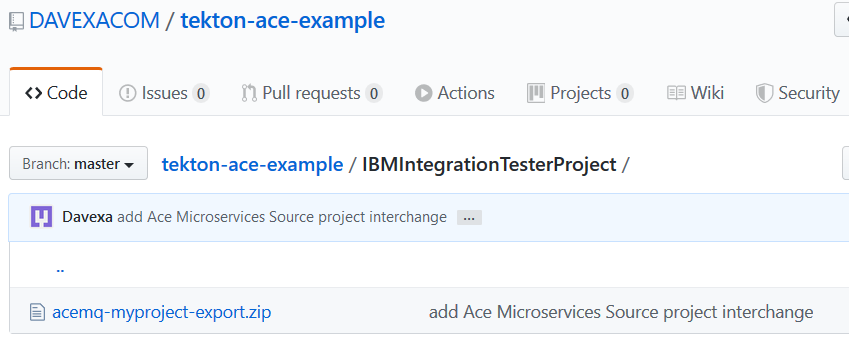 DAVEXACOM / tekton-ace-example
Code Issues 0 Pull requests 0 Actions Projects 0 Wiki Security
Branch: master tekton-ace-example / IBMIntegrationTesterProject /
Davexa add Ace Microservices Source project interchange ...
..
acemq-myproject-export.zip add Ace Microservices Source project interchange